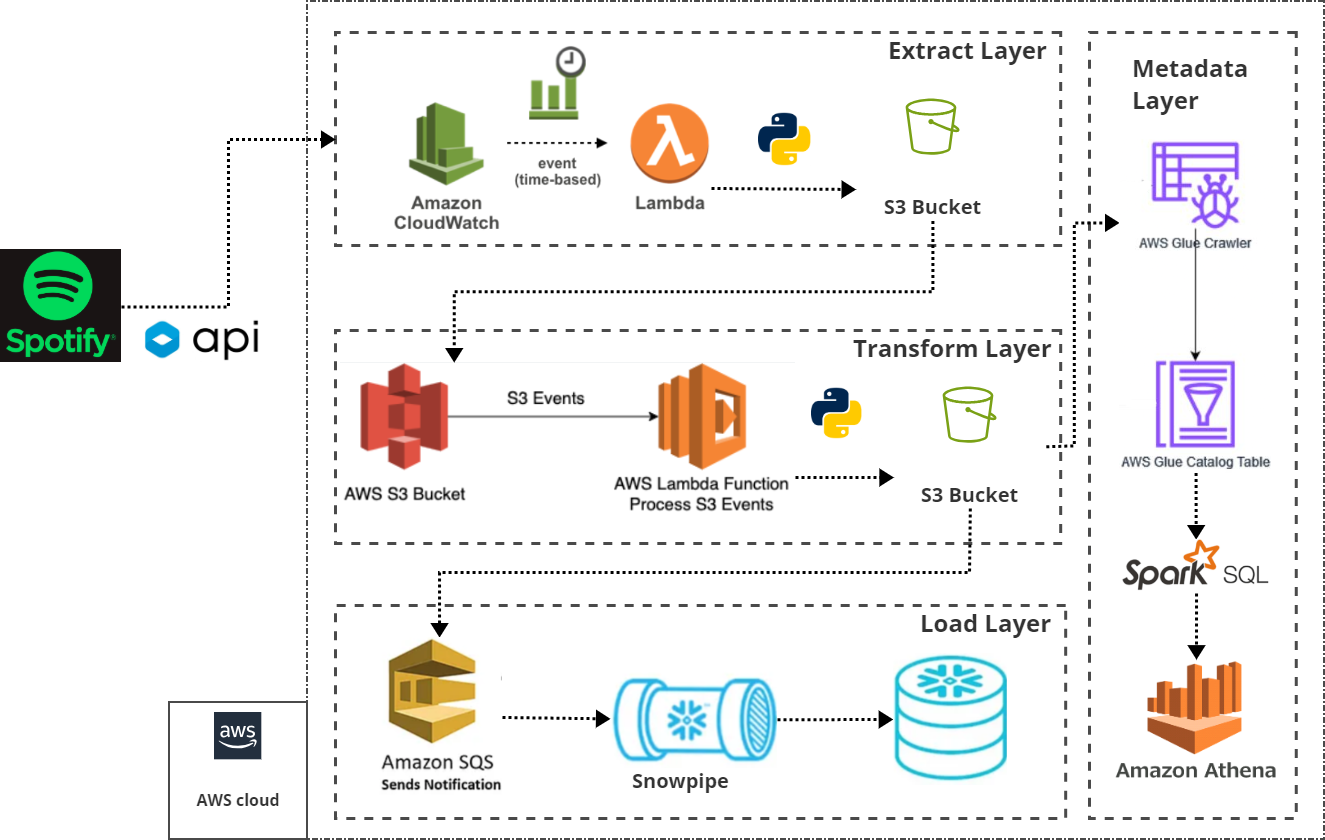 Extract Layer
event
(time-based)
Amazon
CloudWatch
Lambda
S3 Bucket
Metadata
Layer
AWS Glue Crawler
AWS Glue Catalog Table
Spark SQL
Amazon Athena
Spotify®
api
Transform Layer
S3 Events
AWS S3 Bucket
AWS Lambda Function
Process S3 Events
S3 Bucket
Load Layer
Amazon SQS
Sends Notification
Snowpipe
aws
AWS cloud